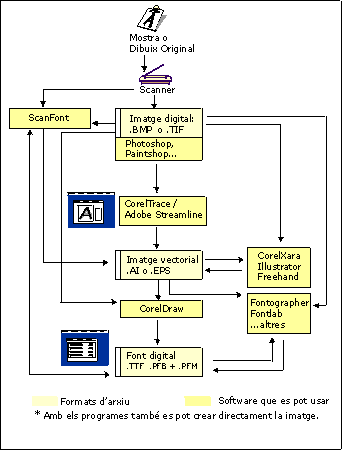 Mostra o
Dibuix Original
Scanner
ScanFont
Imatge digital:
.BMP o .TIF
Photoshop,
Paintshop...
CorelTrace /
Adobe Streamline
Imatge vectorial
.AI o .EPS
CorelXara
Illustrator
Freehand
CorelDraw
Fontographer
Fontlab
...altres
Font digital
.TTF .PFB + .PFM
Formats d'arxiu
Software que es pot usar
* Amb els programes també es pot crear directament la imatge.